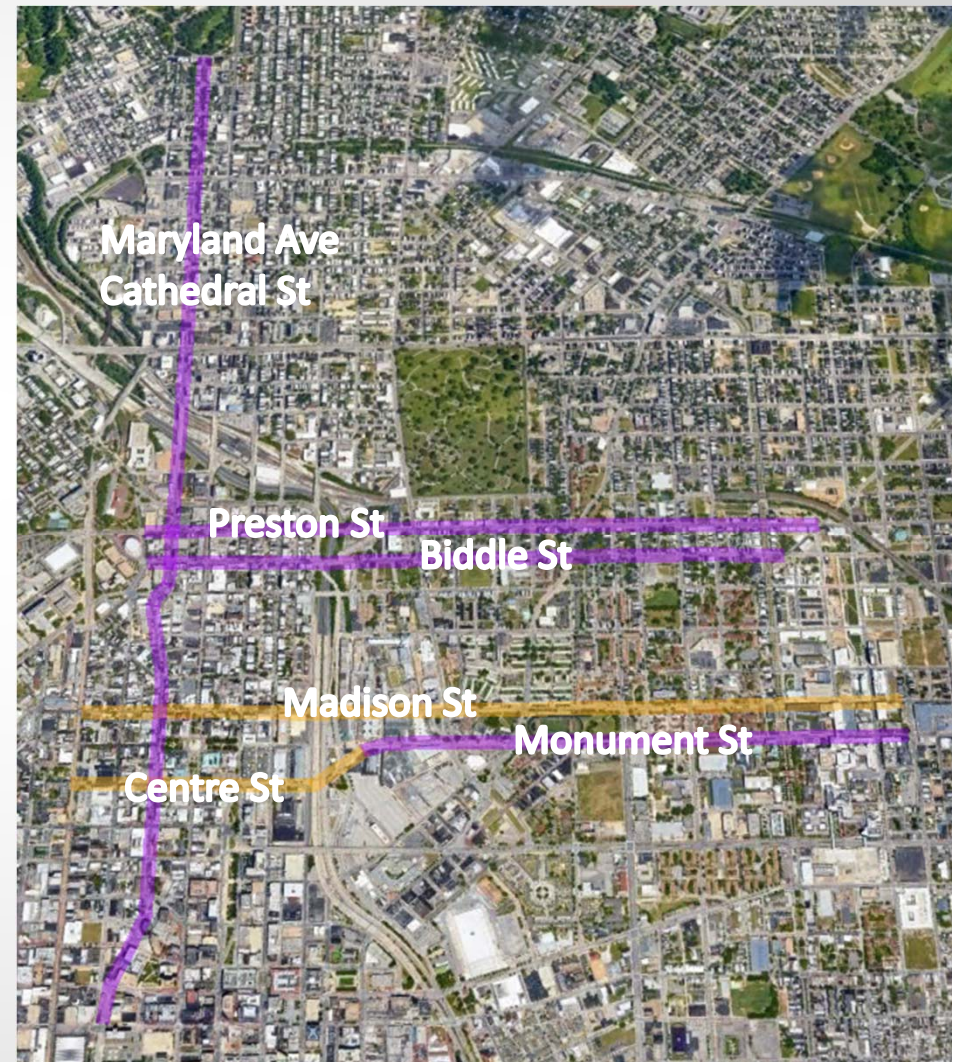 Maryland Ave
Cathedral St
Preston St
Biddle St
Madison St
Monument St
Centre St